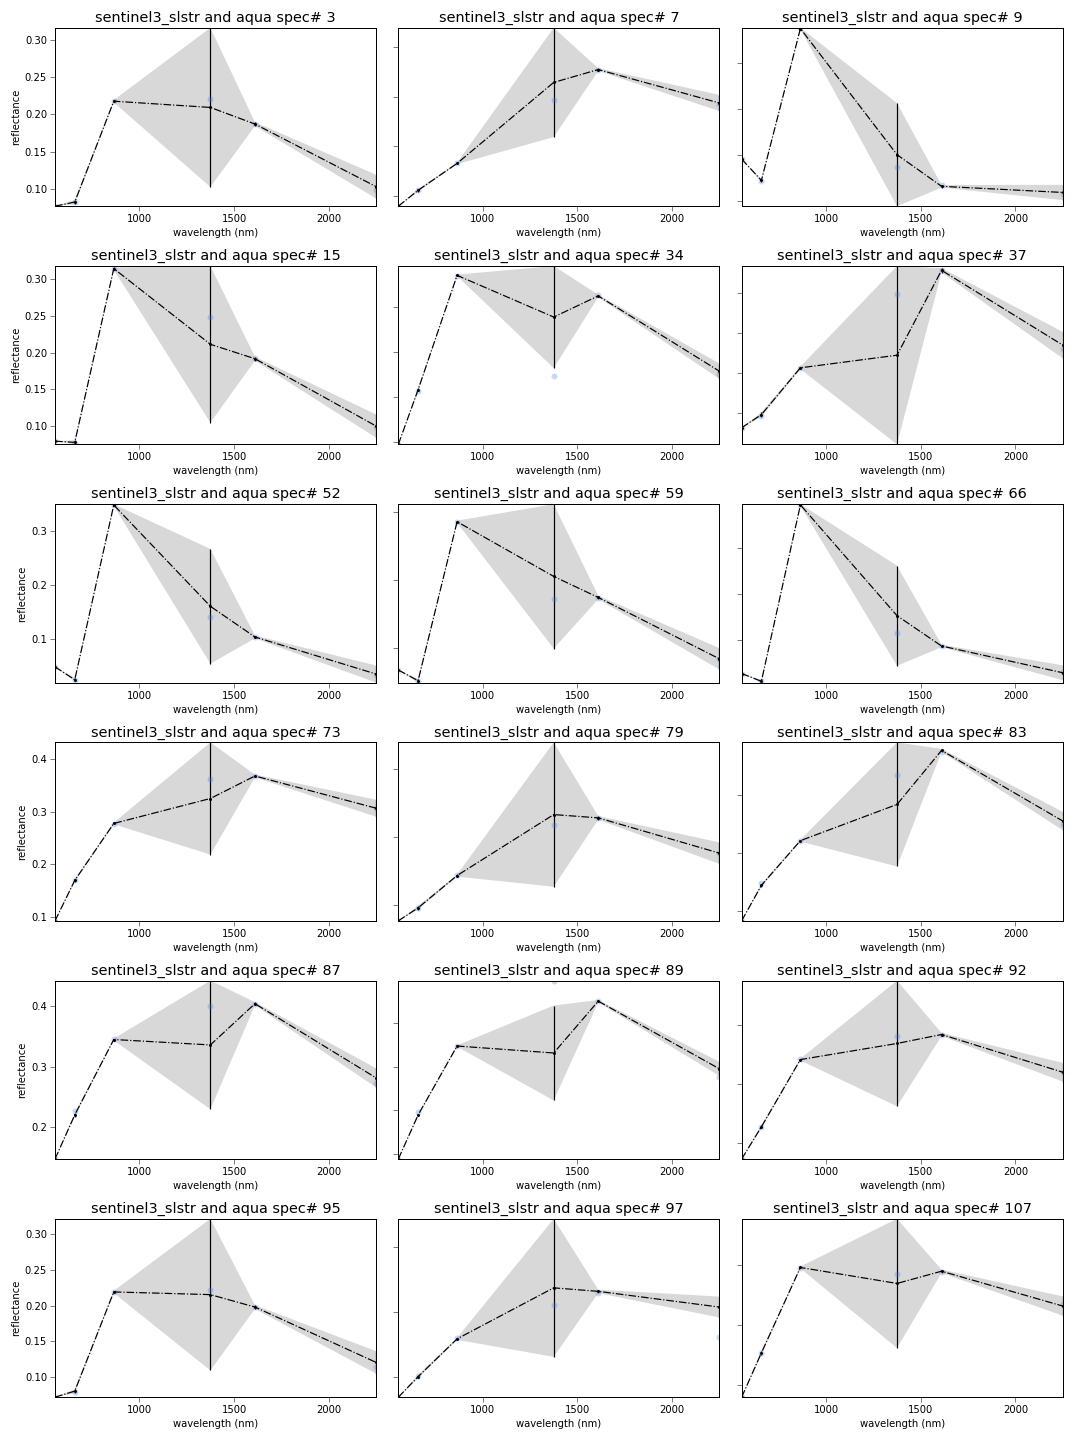 sentinel3_slstr and aqua spec# 3
sentinel3_slstr and aqua spec# 7
sentinel3_slstr and aqua spec# 9
0.30
0.25
0.20
0.15
0.10
reflectance
1000 1500 2000
1000 1500 2000
1000 1500 2000
wavelength (nm)
wavelength (nm)
wavelength (nm)
sentinel3_slstr and aqua spec# 15
sentinel3_slstr and aqua spec# 34
sentinel3_slstr and aqua spec# 37
0.30
0.25
0.20
0.15
0.10
reflectance
1000 1500 2000
1000 1500 2000
1000 1500 2000
wavelength (nm)
wavelength (nm)
wavelength (nm)
sentinel3_slstr and aqua spec# 52
sentinel3_slstr and aqua spec# 59
sentinel3_slstr and aqua spec# 66
0.3
0.2
0.1
reflectance
1000 1500 2000
1000 1500 2000
1000 1500 2000
wavelength (nm)
wavelength (nm)
wavelength (nm)
sentinel3_slstr and aqua spec# 73
sentinel3_slstr and aqua spec# 79
sentinel3_slstr and aqua spec# 83
0.4
0.3
0.2
0.1
reflectance
1000 1500 2000
1000 1500 2000
1000 1500 2000
wavelength (nm)
wavelength (nm)
wavelength (nm)
sentinel3_slstr and aqua spec# 87
sentinel3_slstr and aqua spec# 89
sentinel3_slstr and aqua spec# 92
0.4
0.3
0.2
reflectance
1000 1500 2000
1000 1500 2000
1000 1500 2000
wavelength (nm)
wavelength (nm)
wavelength (nm)
sentinel3_slstr and aqua spec# 95
sentinel3_slstr and aqua spec# 97
sentinel3_slstr and aqua spec# 107
0.30
0.25
0.20
0.15
0.10
reflectance
1000 1500 2000
1000 1500 2000
1000 1500 2000
wavelength (nm)
wavelength (nm)
wavelength (nm)